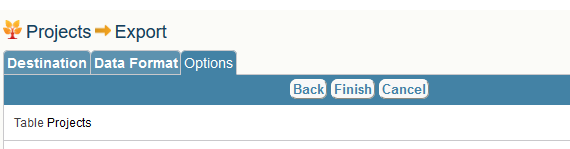 Projects Export
Destination Data Format Options
Back Finish Cancel
Table Projects